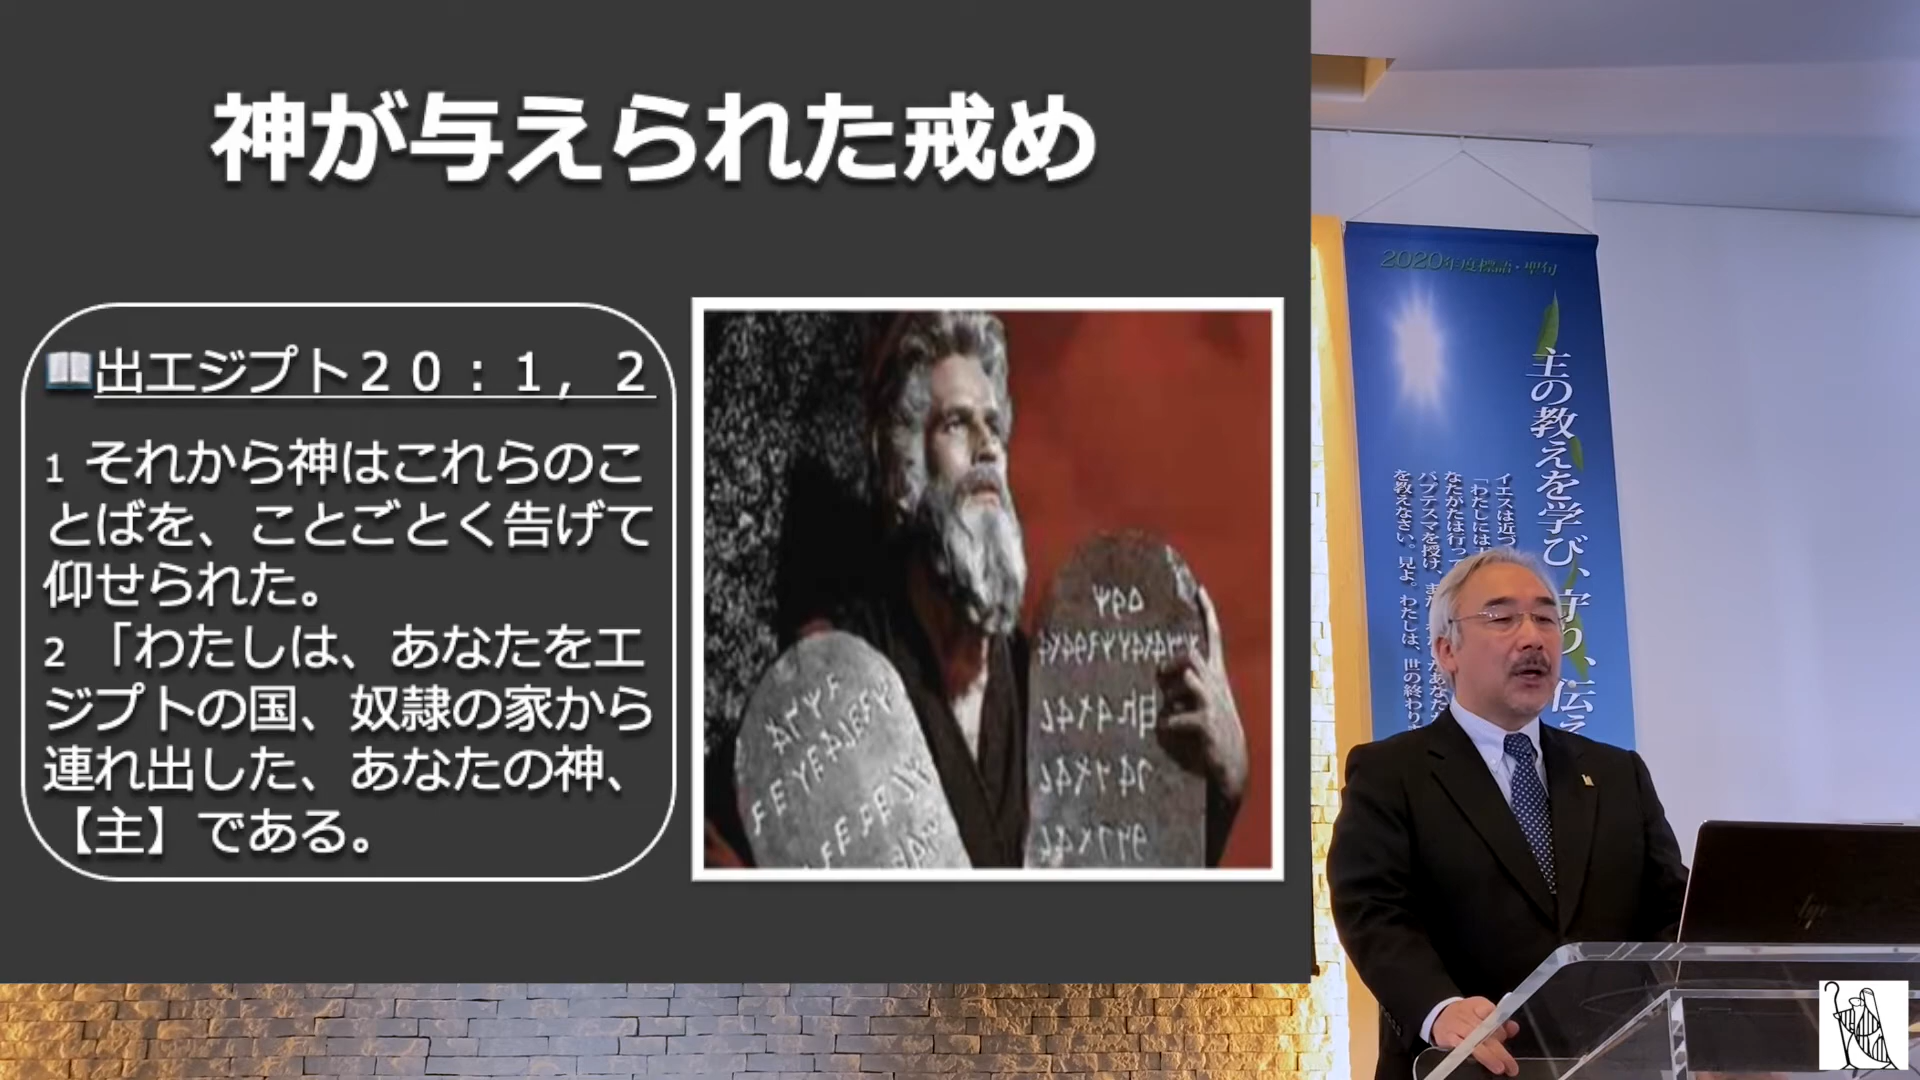 神が与えられた戒め
📖出エジプト２０：１，２
1 それから神はこれらのこ
とばを、ことごとく告げて
仰せられた。
2 「わたしは、あなたをエ
ジプトの国、奴隷の家から
連れ出した、あなたの神、
【主】である。
2020年度標語・聖句
主の教えを学び、守り、伝え
イエスは近づ
「わたしには
なたがたは行って
バプテスマを授け、また
を教えなさい。見よ。わたしは、世の終わりま
hp